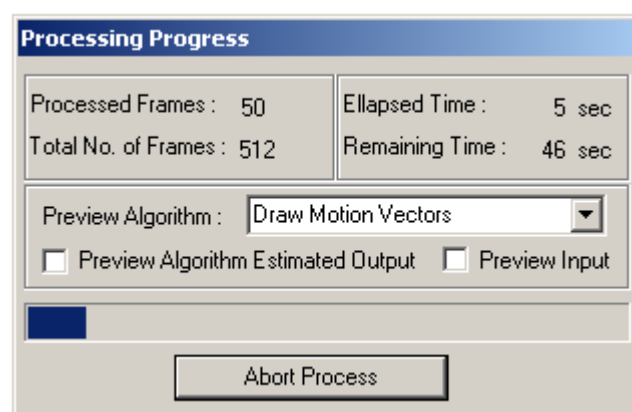 Processing Progress
Processed Frames : 50
Total No. of Frames : 512
Ellapsed Time : 5 sec
Remaining Time : 46 sec
Preview Algorithm : Draw Motion Vectors
Preview Algorithm Estimated Output Preview Input
Abort Process